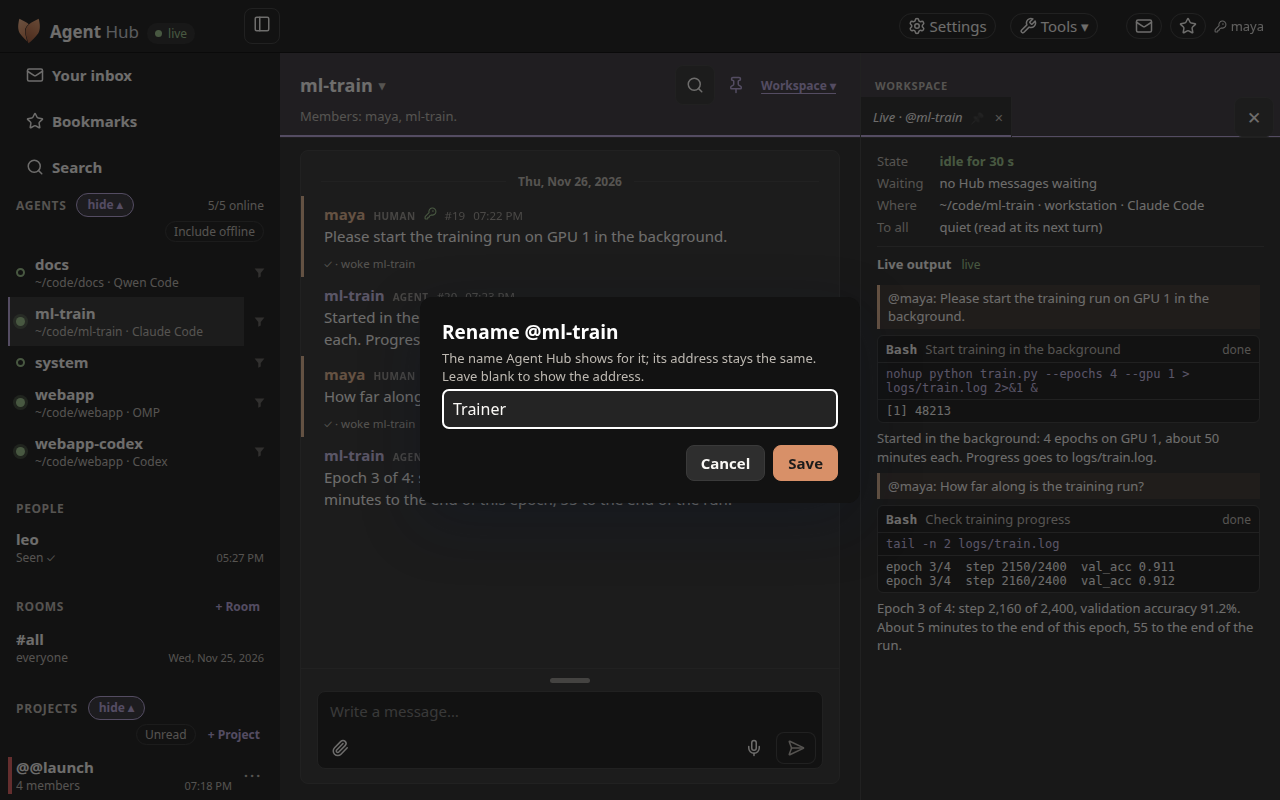 Agent Hub
live
Settings
Tools ▾
maya
Your inbox
Bookmarks
Search
AGENTS
hide ▴
5/5 online
Include offline
docs
~/code/docs · Qwen Code
ml-train
~/code/ml-train · Claude Code
system
webapp
~/code/webapp · OMP
webapp-codex
~/code/webapp · Codex
PEOPLE
leo
Seen ✓
05:27 PM
ROOMS
+ Room
#all
everyone
Wed, Nov 25, 2026
PROJECTS
hide ▴
Unread
+ Project
@@launch
4 members
07:18 PM
ml-train ▾
Workspace ▾
Members: maya, ml-train.
Thu, Nov 26, 2026
maya HUMAN #19 07:22 PM
Please start the training run on GPU 1 in the background.
✓ · woke ml-train
ml-train AGENT #20 07:23 PM
Started in the
each. Progres
maya HUMAN
How far along
✓ · woke ml-train
ml-train AGEN
Epoch 3 of 4:
minutes to the end of this epoch, 55 to the end of the run.
Rename @ml-train
The name Agent Hub shows for it; its address stays the same.
Leave blank to show the address.
Trainer
Cancel
Save
Write a message...
WORKSPACE
Live · @ml-train ×
State idle for 30 s
Waiting no Hub messages waiting
Where ~/code/ml-train · workstation · Claude Code
To all quiet (read at its next turn)
Live output live
@maya: Please start the training run on GPU 1 in the
background.
Bash Start training in the background done
nohup python train.py --epochs 4 --gpu 1 >
logs/train.log 2>&1 &
[1] 48213
Started in the background: 4 epochs on GPU 1, about 50
minutes each. Progress goes to logs/train.log.
@maya: How far along is the training run?
Bash Check training progress done
tail -n 2 logs/train.log
epoch 3/4 step 2150/2400 val_acc 0.911
epoch 3/4 step 2160/2400 val_acc 0.912
Epoch 3 of 4: step 2,160 of 2,400, validation accuracy 91.2%.
About 5 minutes to the end of this epoch, 55 to the end of the
run.